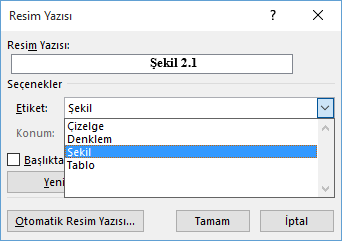 Resim Yazısı
Resim Yazısı:
Şekil 2.1
Seçenekler
Etiket: Şekil
Çizelge
Konum: Denklem
Şekil
Başlıkta Tablo
Yeni
Otomatik Resim Yazısı... Tamam İptal